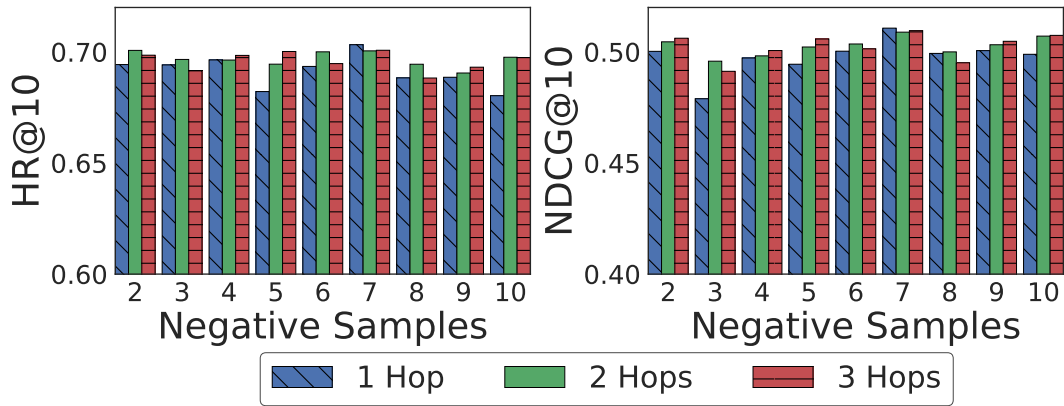 HR@10
0.70
0.65
0.60
2 3 4 5 6 7 8 9 10
Negative Samples
NDCG@10
0.50
0.45
0.40
2 3 4 5 6 7 8 9 10
Negative Samples
1 Hop 2 Hops 3 Hops